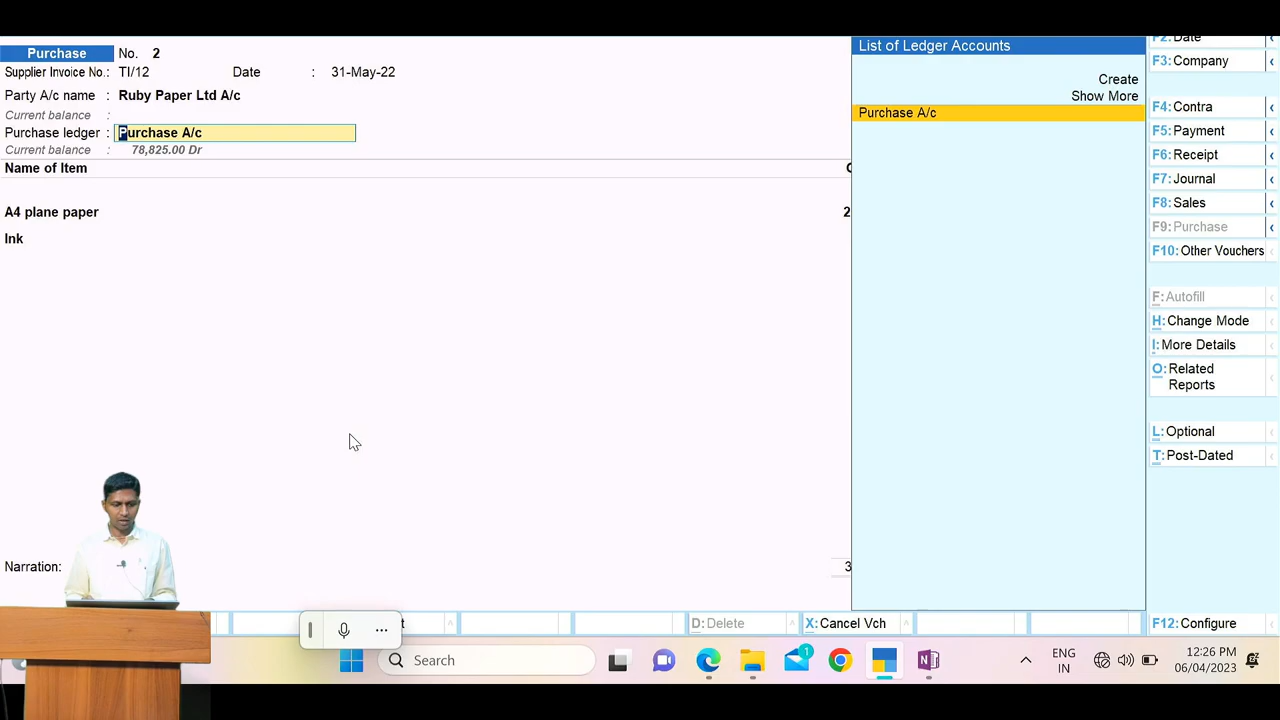 Purchase No. 2
Supplier Invoice No.: TI/12 Date : 31-May-22
Party A/c name : Ruby Paper Ltd A/c
Current balance :
Purchase ledger : Purchase A/c
Current balance : 78,825.00 Dr
Name of Item
A4 plane paper 2
Ink
Narration: 3
List of Ledger Accounts
Create
Show More
Purchase A/c
F2: Date
F3: Company
F4: Contra
F5: Payment
F6: Receipt
F7: Journal
F8: Sales
F9: Purchase
F10: Other Vouchers
F: Autofill
H: Change Mode
I: More Details
O: Related
Reports
L: Optional
T: Post-Dated
D: Delete
X: Cancel Vch
F12: Configure
Search
1
ENG
IN
12:26 PM
06/04/2023